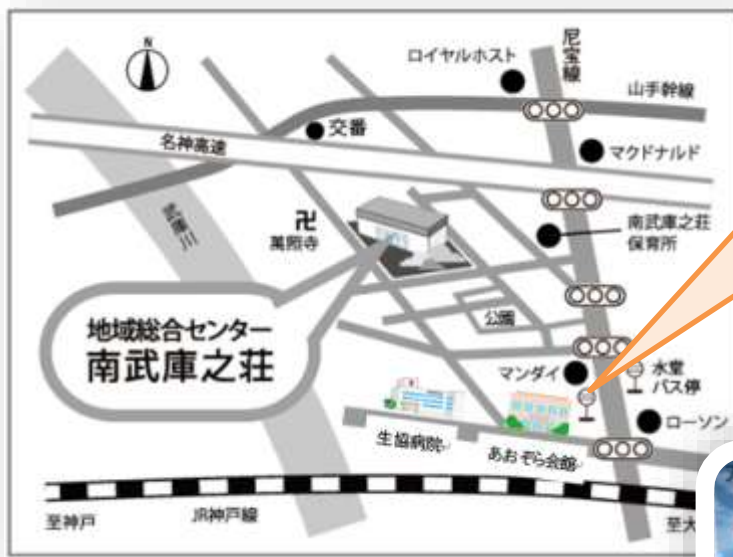 N
ロイヤルホスト
尼宝線
山手幹線
交番
名神高速
マクドナルド
武庫川
卍
萬照寺
南武庫之荘
保育所
地域総合センター
南武庫之荘
公園
マンダイ
水堂
バス停
ローソン
生協病院
あおぞら会館
至神戸
JR神戸線
至大